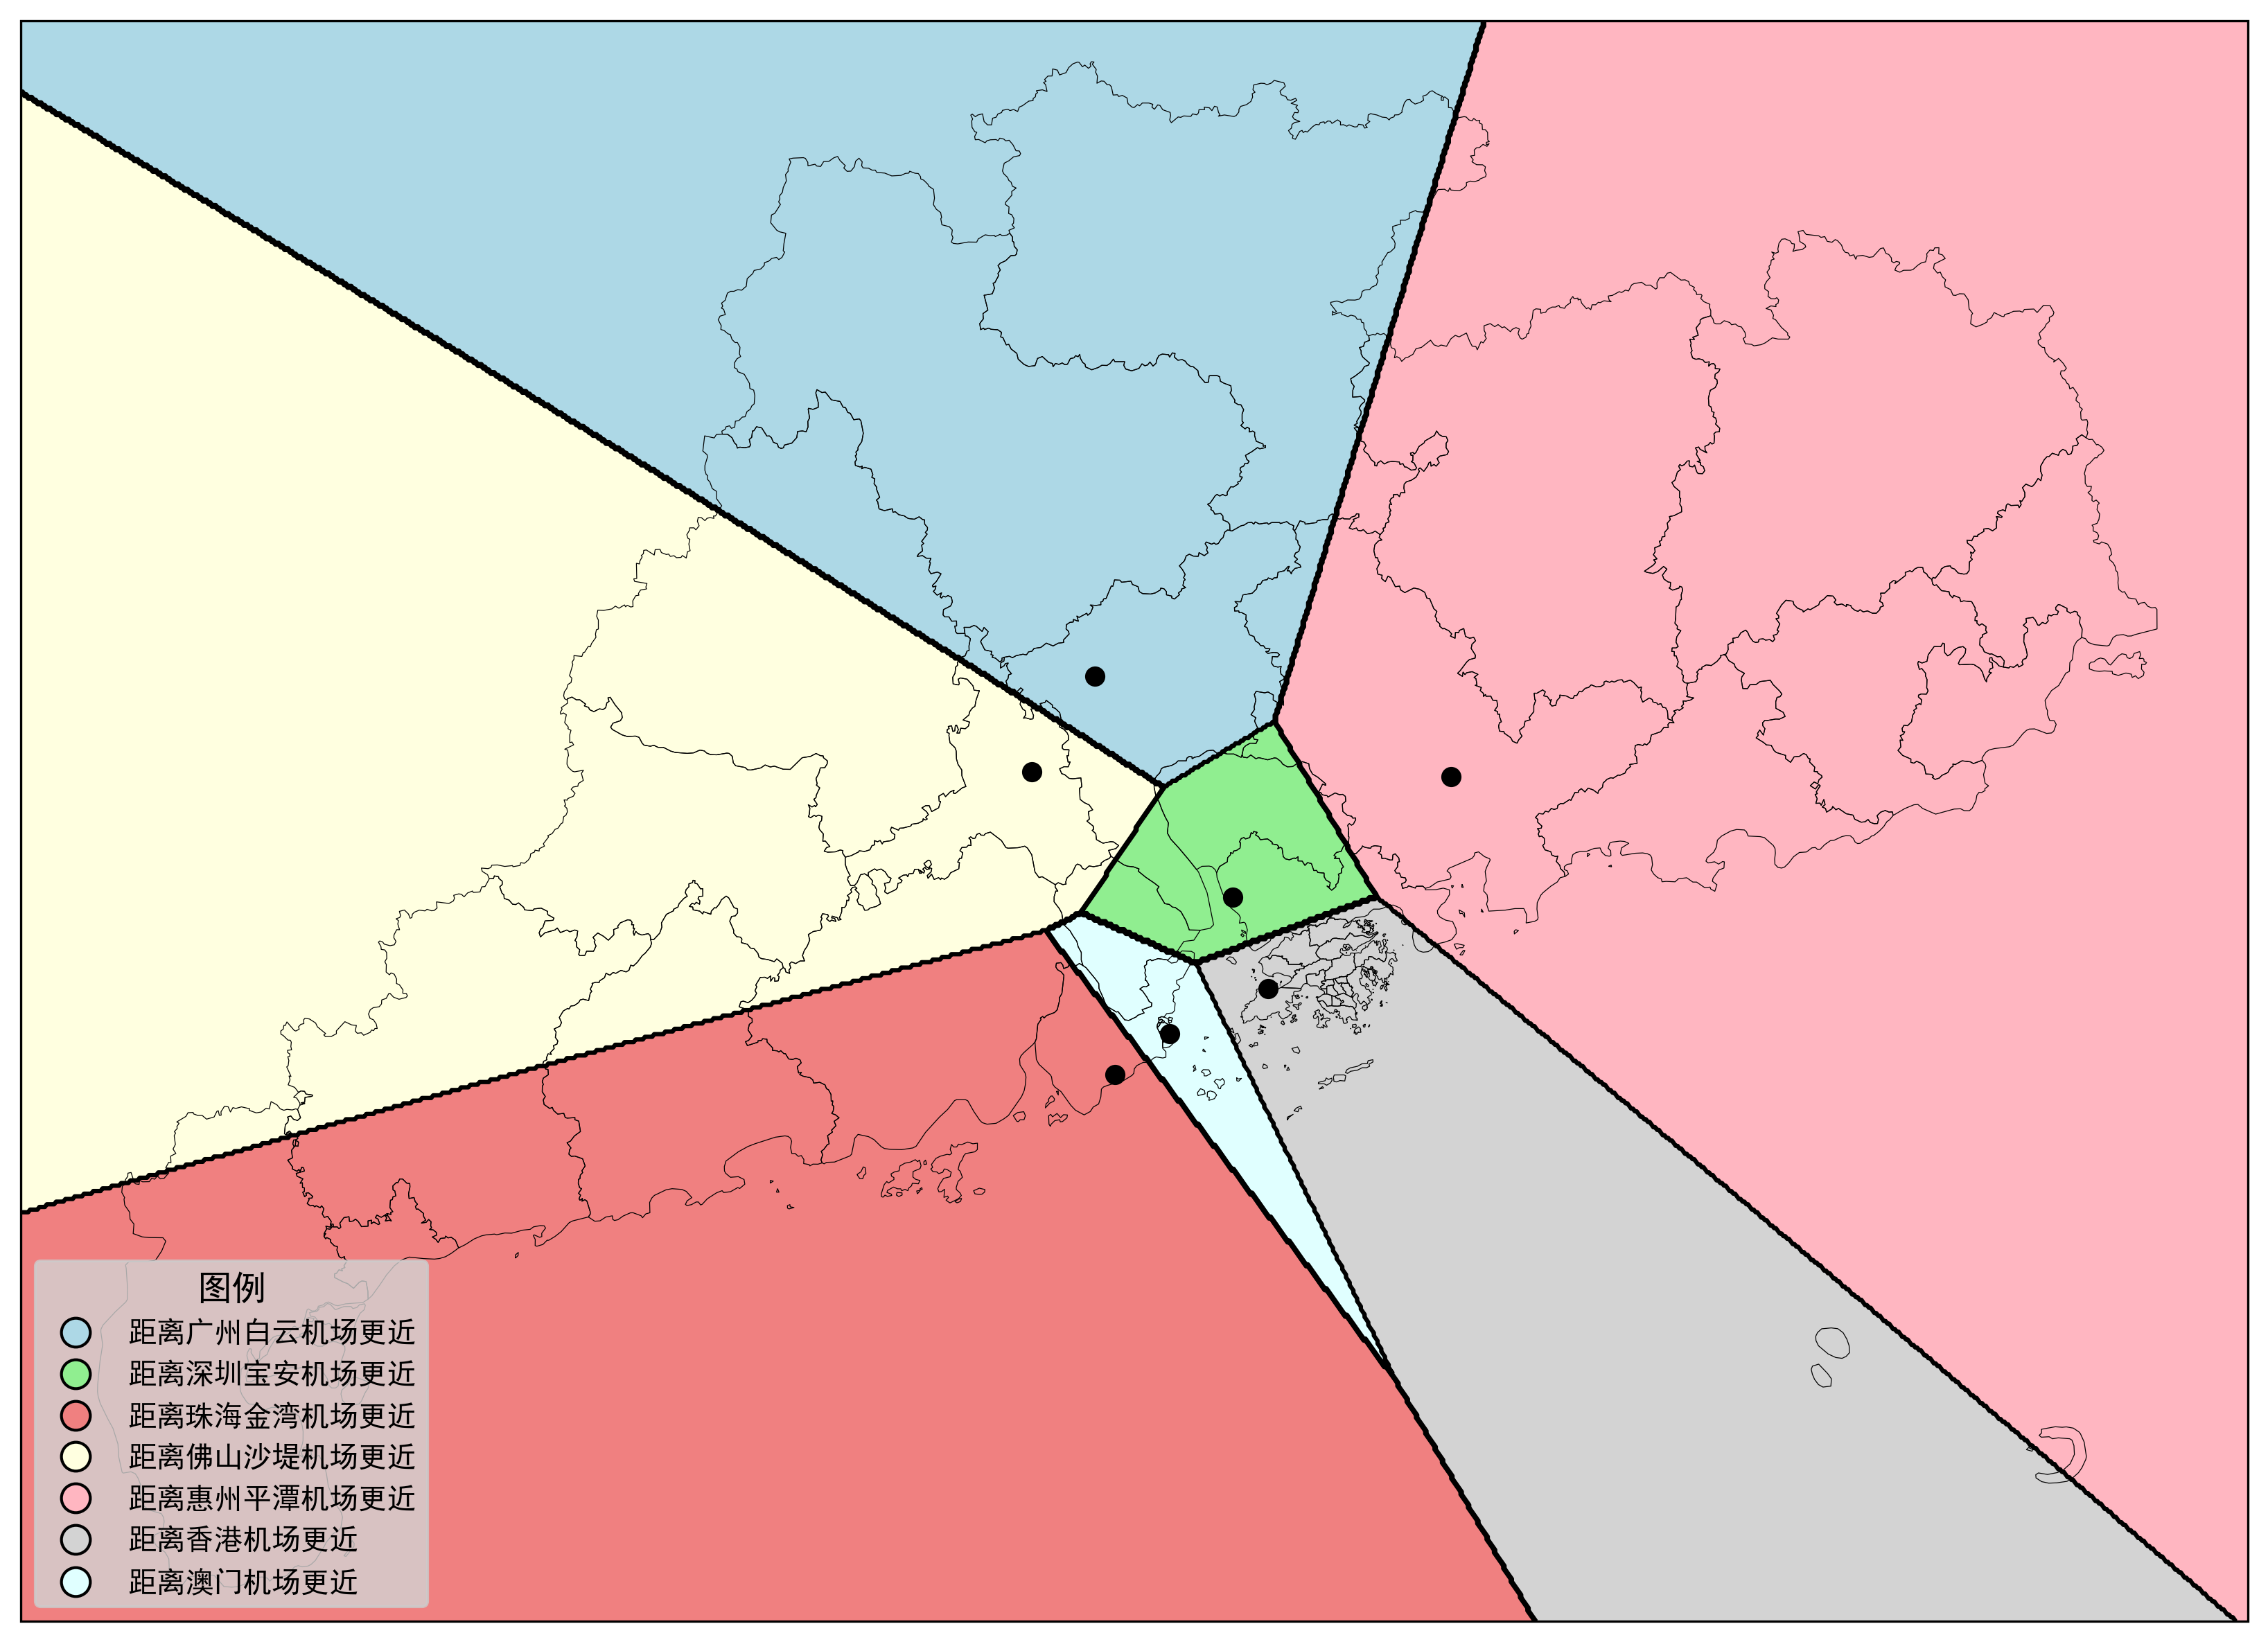 图例
距离广州白云机场更近
距离深圳宝安机场更近
距离珠海金湾机场更近
距离佛山沙堤机场更近
距离惠州平潭机场更近
距离香港机场更近
距离澳门机场更近